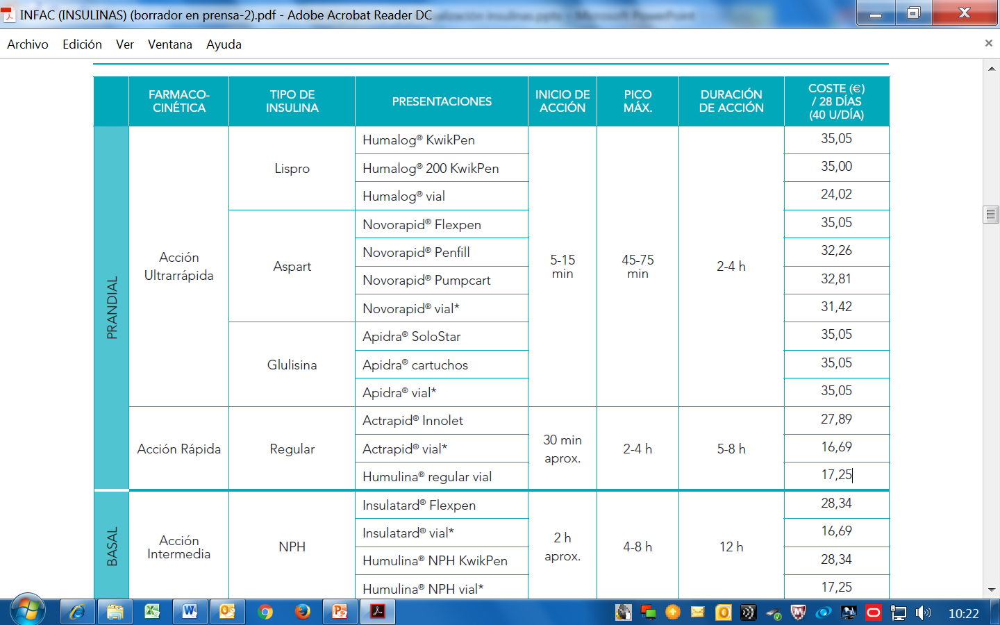 INFAC (INSULINAS) (borrador en prensa-2).pdf - Adobe Acrobat Reader DC
Archivo Edición Ver Ventana Ayuda
FARMACO-
CINÉTICA
TIPO DE
INSULINA
PRESENTACIONES
INICIO DE
ACCIÓN
PICO
MÁX.
DURACIÓN
DE ACCIÓN
COSTE (€)
/ 28 DÍAS
(40 U/DÍA)
PRANDIAL
Acción
Ultrarrápida
Lispro
Humalog® KwikPen
35,05
Humalog® 200 KwikPen
35,00
Humalog® vial
24,02
Aspart
Novorapid® Flexpen
35,05
Novorapid® Penfill
32,26
Novorapid® Pumpcart
32,81
Novorapid® vial*
31,42
Glulisina
Apidra® SoloStar
35,05
Apidra® cartuchos
35,05
Apidra® vial*
35,05
5-15
min
45-75
min
2-4 h
Acción Rápida
Regular
Actrapid® Innolet
27,89
Actrapid® vial*
16,69
Humulina® regular vial
17,25
30 min
aprox.
2-4 h
5-8 h
BASAL
Acción
Intermedia
NPH
Insulatard® Flexpen
28,34
Insulatard® vial*
16,69
Humulina® NPH KwikPen
28,34
Humulina® NPH vial*
17,25
2 h
aprox.
4-8 h
12 h
10:22